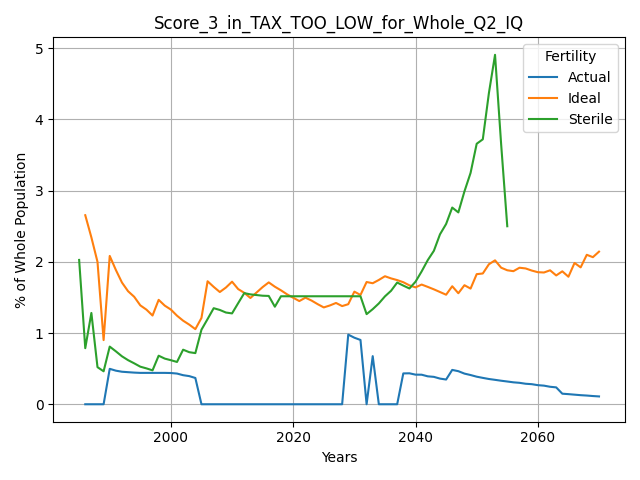 Score_3_in_TAX_TOO_LOW_for_Whole_Q2_IQ
% of Whole Population
5
4
3
2
1
0
Fertility
Actual
Ideal
Sterile
2000
2020
2040
2060
Years